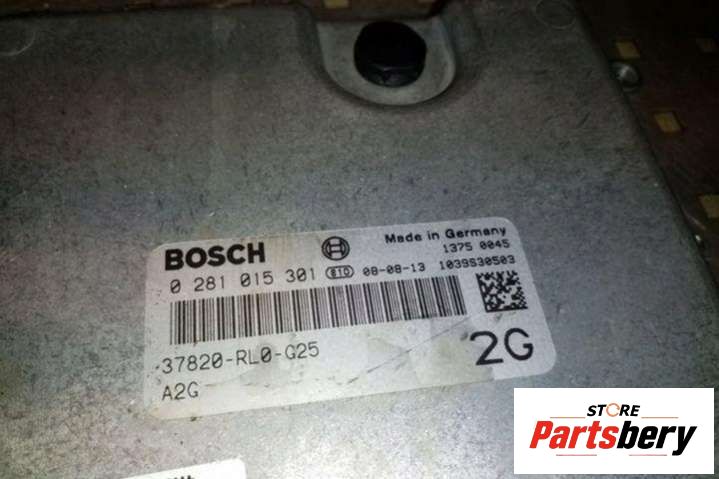 BOSCH
Made in Germany
1375 0045
0 281 015 301 810 08-08-13 1039S30503
37820-RL0-G25
A2G
2G
STORE
Partsbery